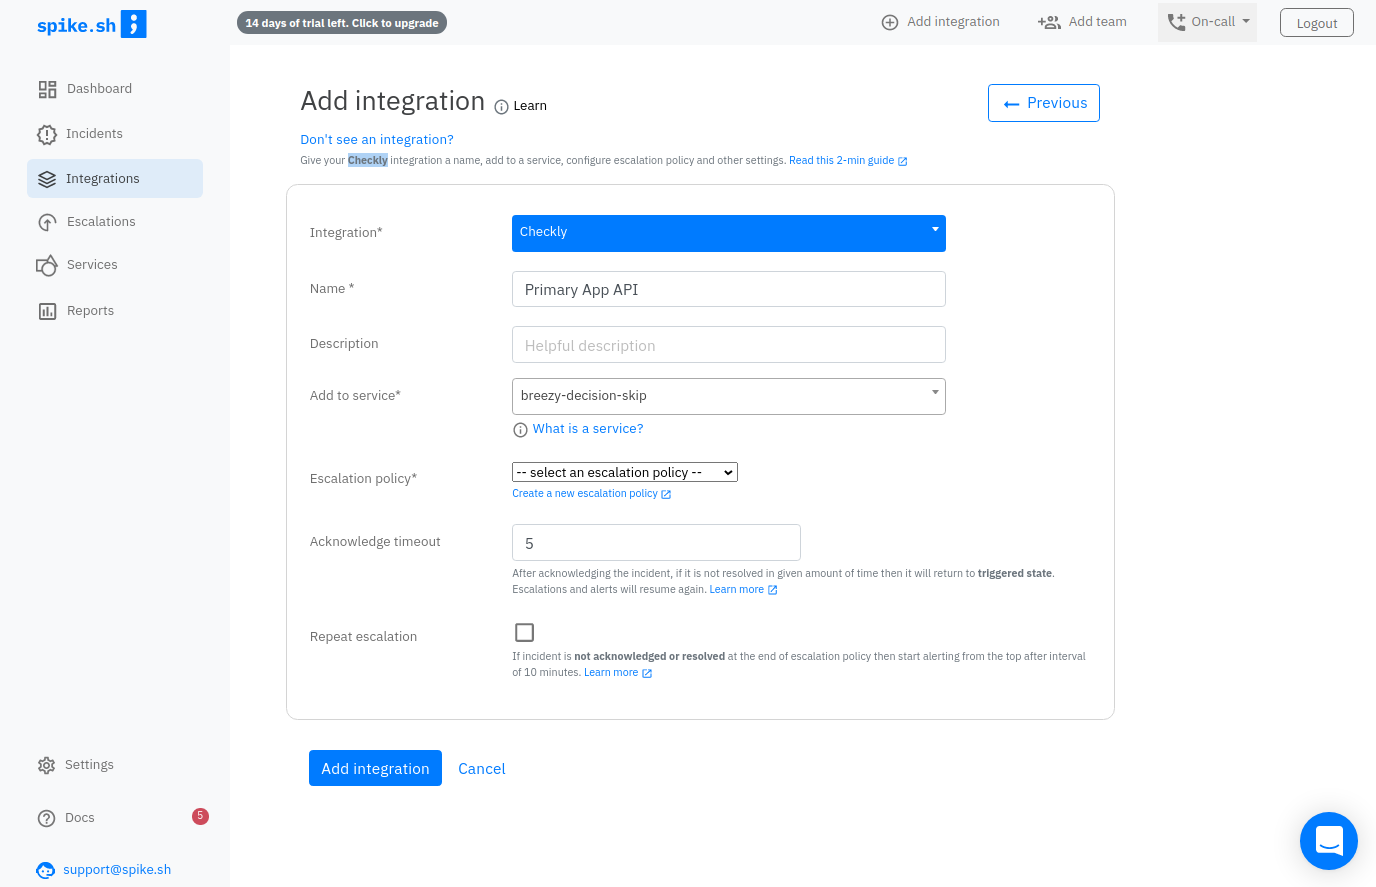 spike.sh
14 days of trial left. Click to upgrade
Add integration
Add team
On-call
Logout
Dashboard
Incidents
Integrations
Escalations
Services
Reports
Settings
Docs
5
support@spike.sh
Add integration
Learn
Previous
Don't see an integration?
Give your Checkly integration a name, add to a service, configure escalation policy and other settings. Read this 2-min guide
Integration*
Checkly
Name *
Primary App API
Description
Helpful description
Add to service*
breezy-decision-skip
What is a service?
Escalation policy*
-- select an escalation policy --
Create a new escalation policy
Acknowledge timeout
5
After acknowledging the incident, if it is not resolved in given amount of time then it will return to triggered state.
Escalations and alerts will resume again. Learn more
Repeat escalation
If incident is not acknowledged or resolved at the end of escalation policy then start alerting from the top after interval
of 10 minutes. Learn more
Add integration
Cancel